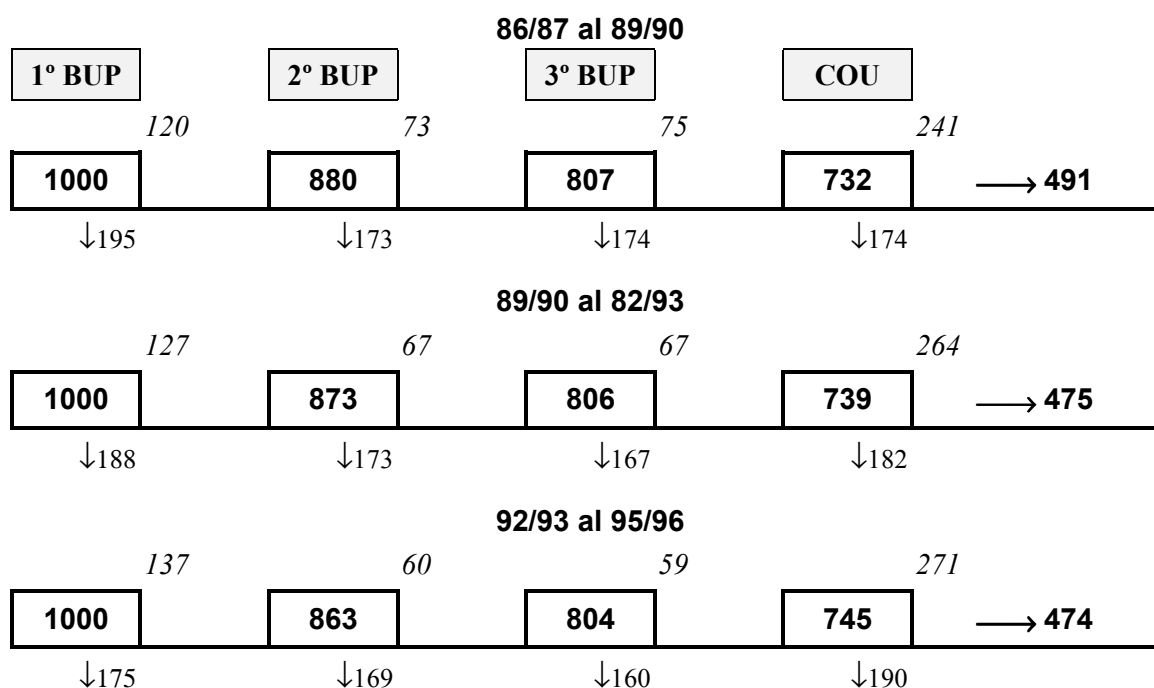 86/87 al 89/90
1º BUP 2º BUP 3º BUP COU
120 73 75 241
1000 880 807 732 → 491
↓195 ↓173 ↓174 ↓174
89/90 al 82/93
127 67 67 264
1000 873 806 739 → 475
↓188 ↓173 ↓167 ↓182
92/93 al 95/96
137 60 59 271
1000 863 804 745 → 474
↓175 ↓169 ↓160 ↓190